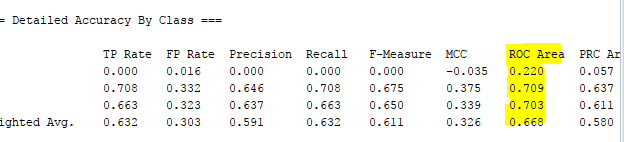 = Detailed Accuracy By Class ===
TP Rate FP Rate Precision Recall F-Measure MCC ROC Area PRC Ar
0.000 0.016 0.000 0.000 0.000 -0.035 0.220 0.057
0.708 0.332 0.646 0.708 0.675 0.375 0.709 0.637
0.663 0.323 0.637 0.663 0.650 0.339 0.703 0.611
ighted Avg. 0.632 0.303 0.591 0.632 0.611 0.326 0.668 0.580